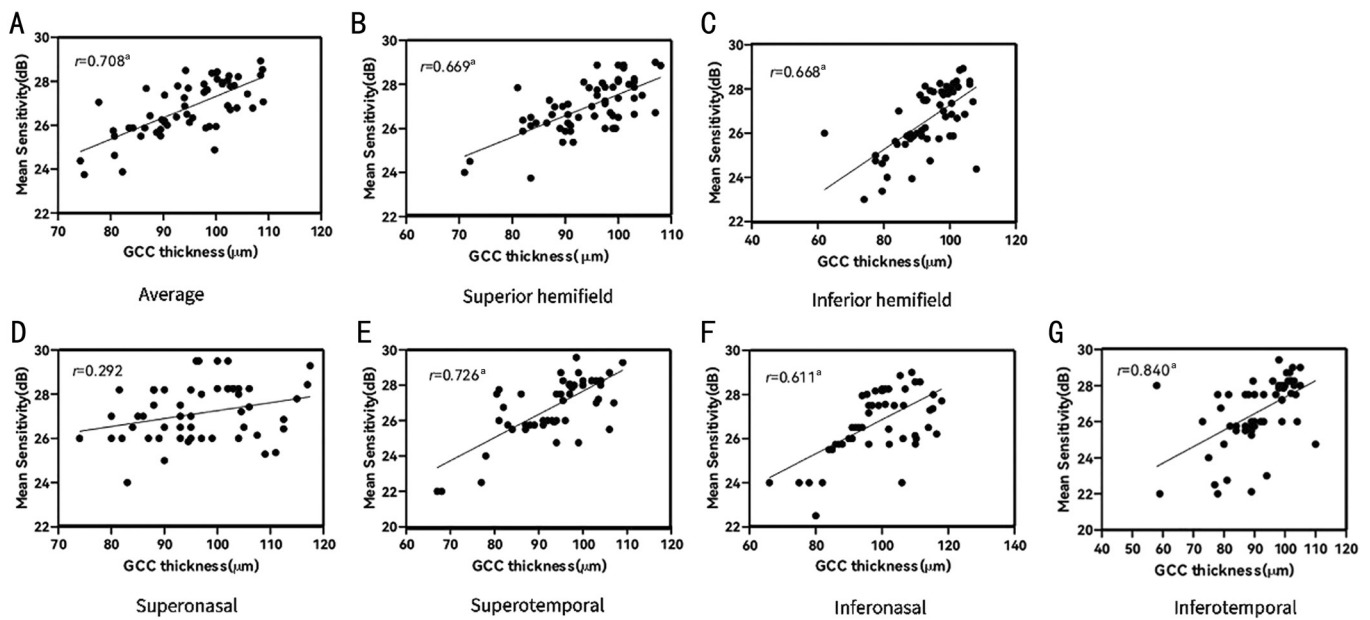 A
Mean Sensitivity(dB)
30
28
26
24
22
r=0.708ᵃ
70 80 90 100 110 120
GCC thickness(μm)
Average
B
Mean Sensitivity(dB)
30
28
26
24
22
r=0.669ᵃ
60 70 80 90 100 110
GCC thickness( μm)
Superior hemifield
C
Mean Sensitivity(dB)
30
28
26
24
22
r=0.668ᵃ
40 60 80 100 120
GCC thickness(μm)
Inferior hemifield
D
Mean Sensitivity(dB)
30
28
26
24
22
r=0.292
70 80 90 100 110 120
GCC thickness(μm)
Superonasal
E
Mean Sensitivity(dB)
30
28
26
24
22
20
r=0.726ᵃ
60 70 80 90 100 110 120
GCC thickness(μm)
Superotemporal
F
Mean Sensitivity(dB)
30
28
26
24
22
r=0.611ᵃ
60 80 100 120 140
GCC thickness(μm)
Inferonasal
G
Mean Sensitivity(dB)
30
28
26
24
22
20
r=0.840ᵃ
40 50 60 70 80 90 100 110 120
GCC thickness(μm)
Inferotemporal